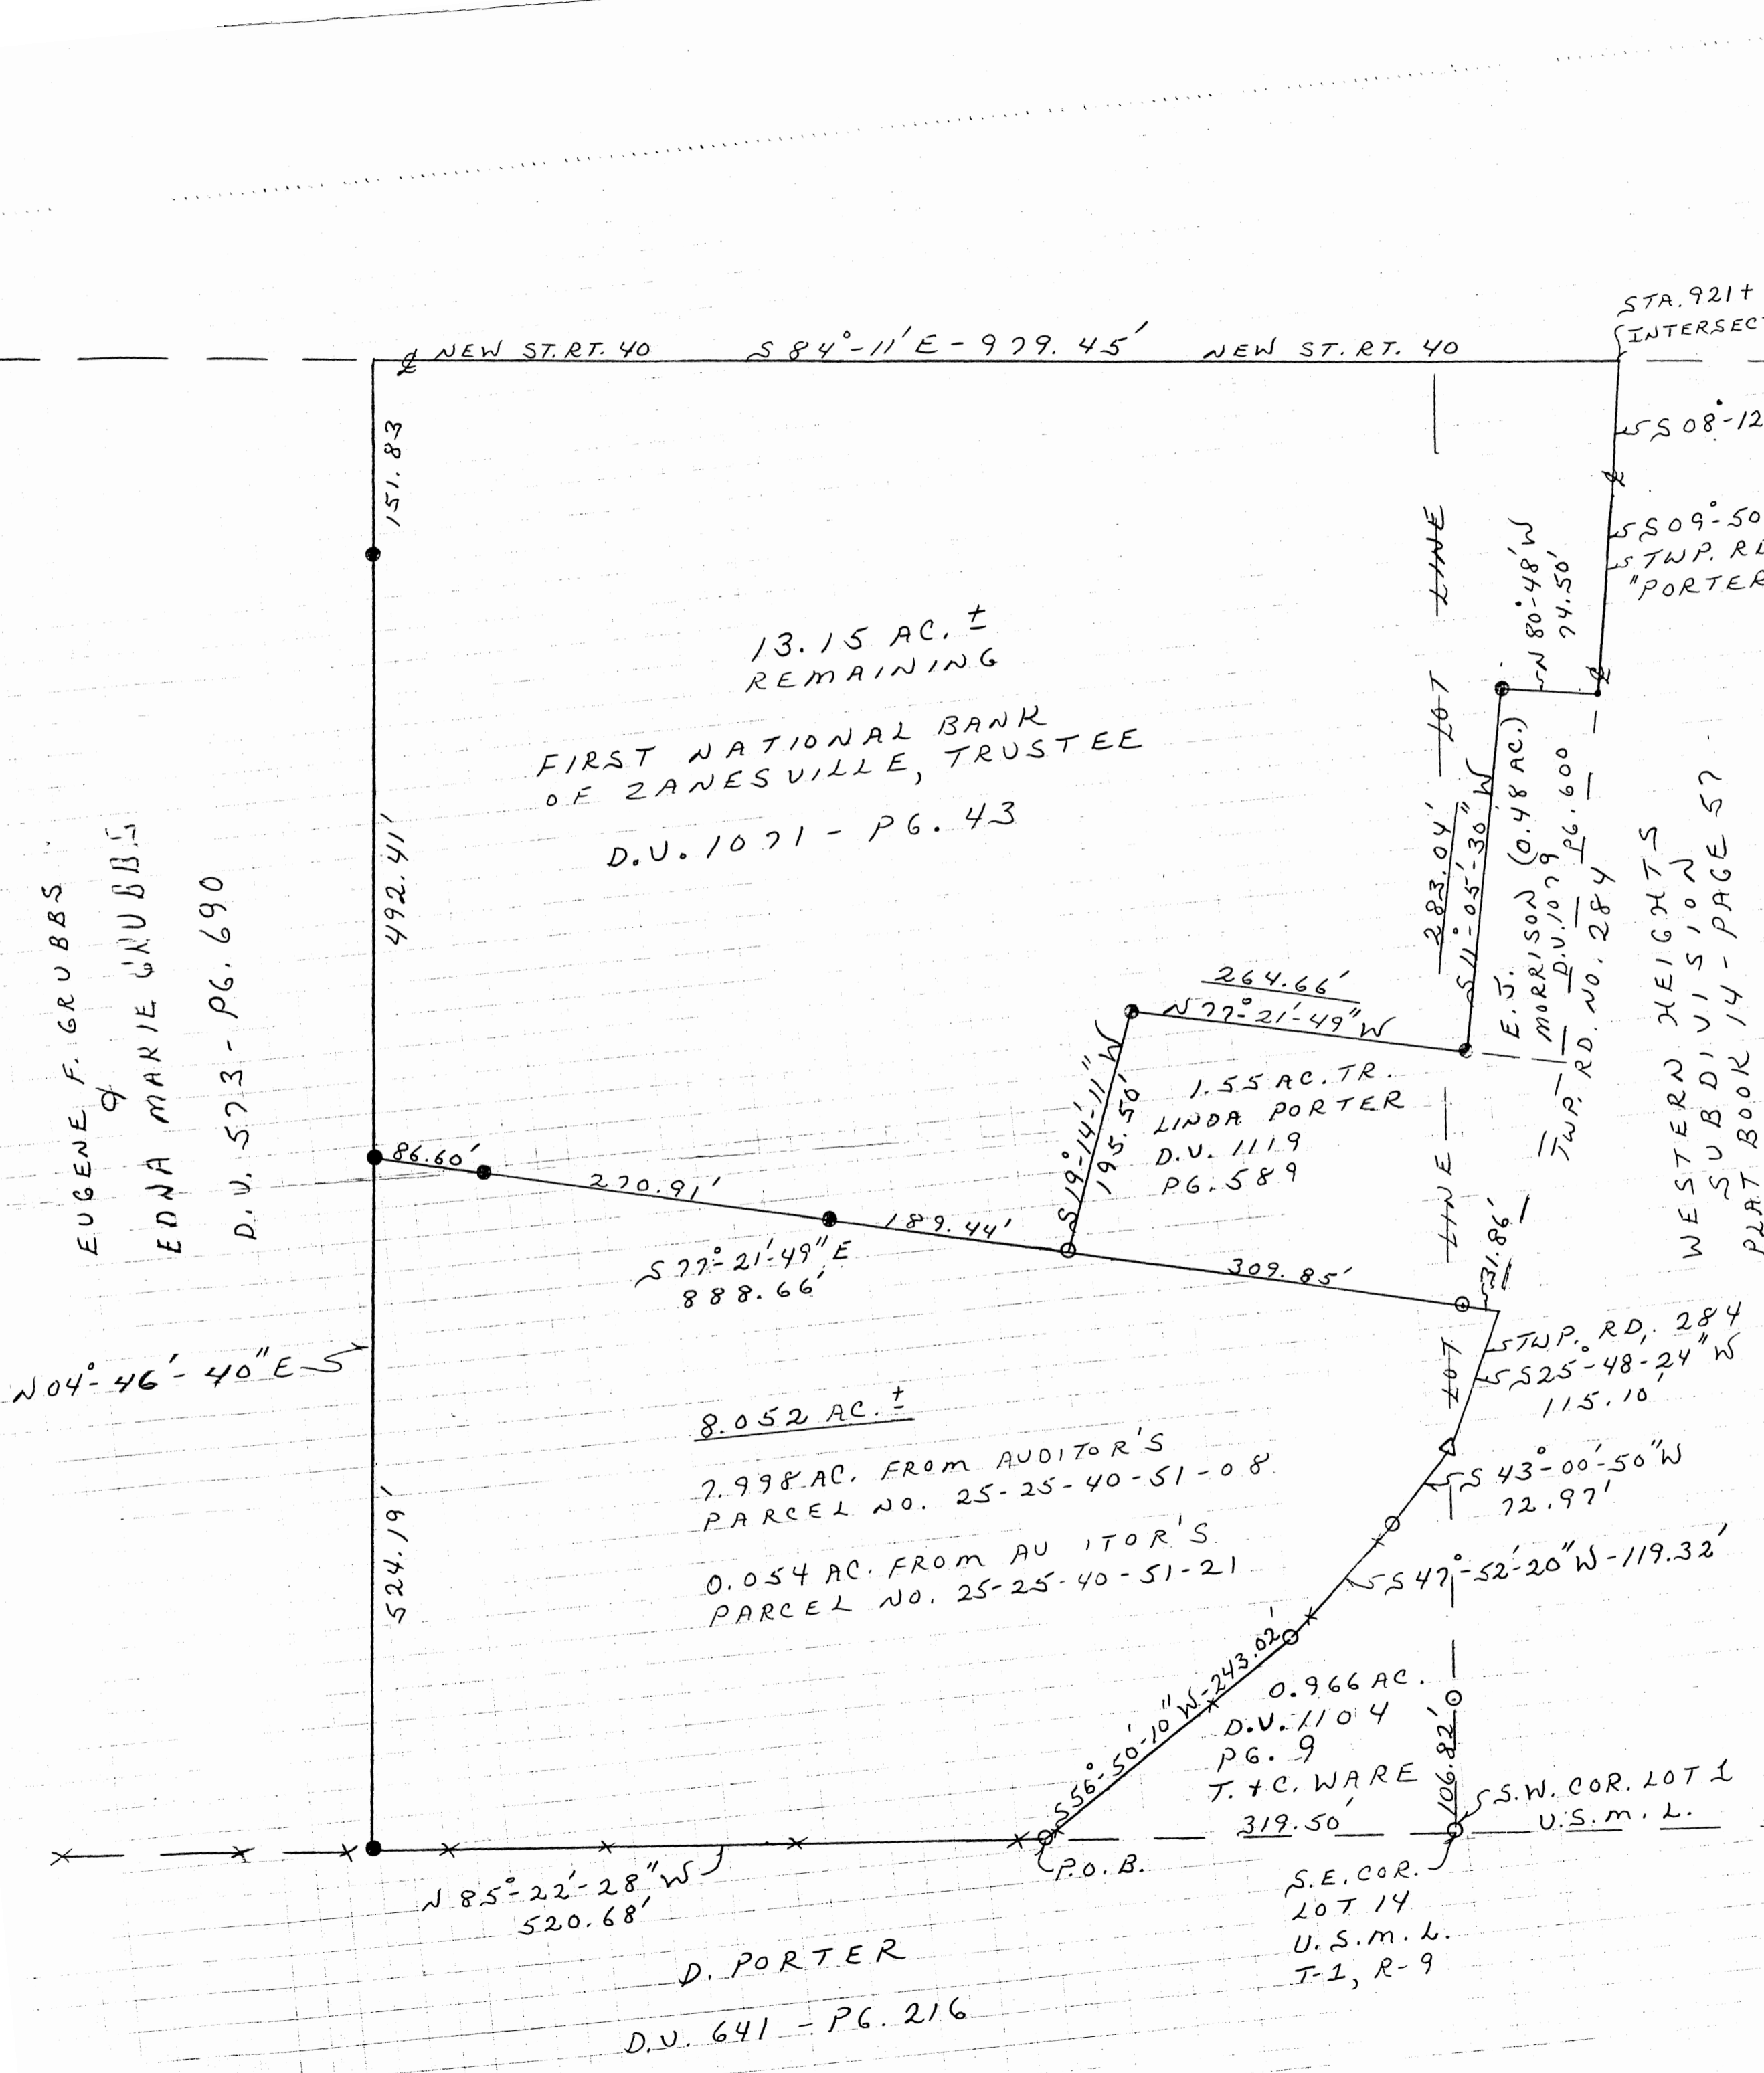 STA. 921+
INTERSEC
NEW ST. RT. 40
S 84°-11' E - 979.45'
NEW ST. RT. 40
S 08°-12
S 09°-50
TWP. RD
"PORTER
151.83
492.41'
N 80°-48' W
74.50'
LOT LINE
13.15 AC. ±
REMAINING
FIRST NATIONAL BANK
OF ZANESVILLE, TRUSTEE
D.V. 1071 - PG. 43
283.04'
S 11°-05'-30" W
E. J.
MORRISON (0.48 AC.)
D.V. 1079 PG. 600
TWP. RD. NO. 284
WESTERN HEIGHTS
SUBDIVISION
PLAT BOOK 14 - PAGE 57
EUGENE F. GRUBBS
&
EDNA MARIE GRUBBS
D.V. 573 - PG. 690
264.66'
N 77°-21'-49" W
S 19°-14'-11" W
195.50'
1.55 AC. TR.
LINDA PORTER
D.V. 1119
PG. 589
86.60'
270.91'
189.44'
309.85'
31.86'
S 77°-21'-49" E
888.66'
LOT LINE
TWP. RD. 284
S 25°-48-24" W
115.10'
N 04°-46'-40" E
8.052 AC. ±
7.998 AC. FROM AUDITOR'S
PARCEL NO. 25-25-40-51-08
0.054 AC. FROM AU ITOR'S
PARCEL NO. 25-25-40-51-21
524.19'
S 43°-00'-50" W
72.97'
S 47°-52'-20" W - 119.32'
S 56°-50'-10" W - 243.02'
0.966 AC.
D.V. 1104
PG. 9
T. & C. WARE
319.50'
106.82'
S.W. COR. LOT 1
U.S.M.L.
P.O.B.
N 85°-22'-28" W
520.68'
S.E. COR.
LOT 14
U.S.M.L.
T-1, R-9
D. PORTER
D.V. 641 - PG. 216